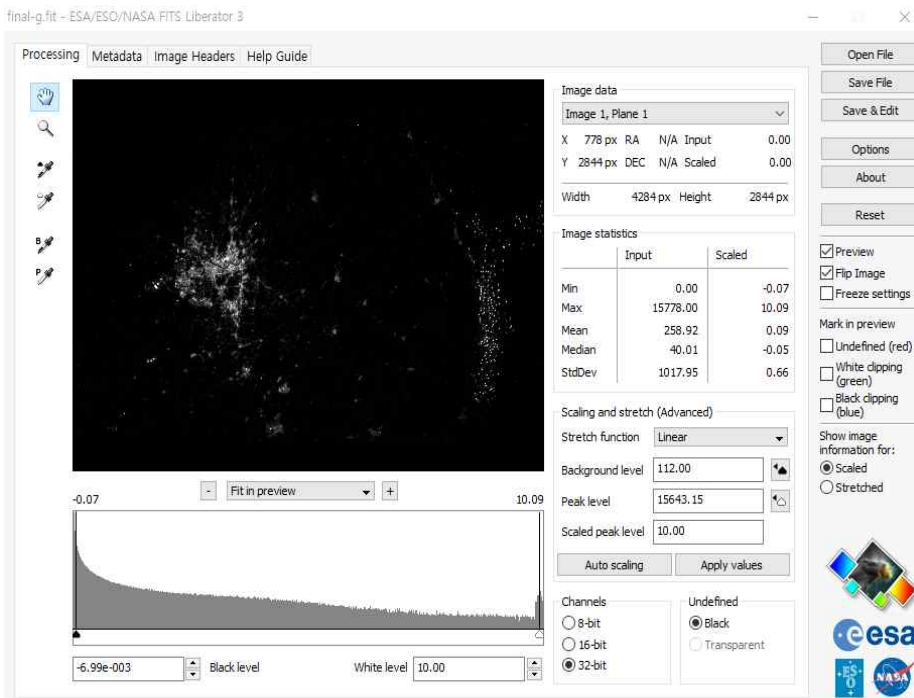 final-g.fit - ESA/ESO/NASA FITS Liberator 3
Processing Metadata Image Headers Help Guide
Open File
Save File
Save & Edit
Options
About
Reset
Preview
Flip Image
Freeze settings
Mark in preview
Undefined (red)
White clipping
(green)
Black clipping
(blue)
Show image
information for:
Scaled
Stretched
Image data
Image 1, Plane 1
X 778 px RA N/A Input 0.00
Y 2844 px DEC N/A Scaled 0.00
Width 4284 px Height 2844 px
Image statistics
Input Scaled
Min 0.00 -0.07
Max 15778.00 10.09
Mean 258.92 0.09
Median 40.01 -0.05
StdDev 1017.95 0.66
Scaling and stretch (Advanced)
Stretch function Linear
Background level 112.00
Peak level 15643.15
Scaled peak level 10.00
Auto scaling Apply values
Channels
8-bit
16-bit
32-bit
Undefined
Black
Transparent
B
P
-0.07 - Fit in preview + 10.09
-6.99e-003 Black level White level 10.00
esa
ES
O
NASA